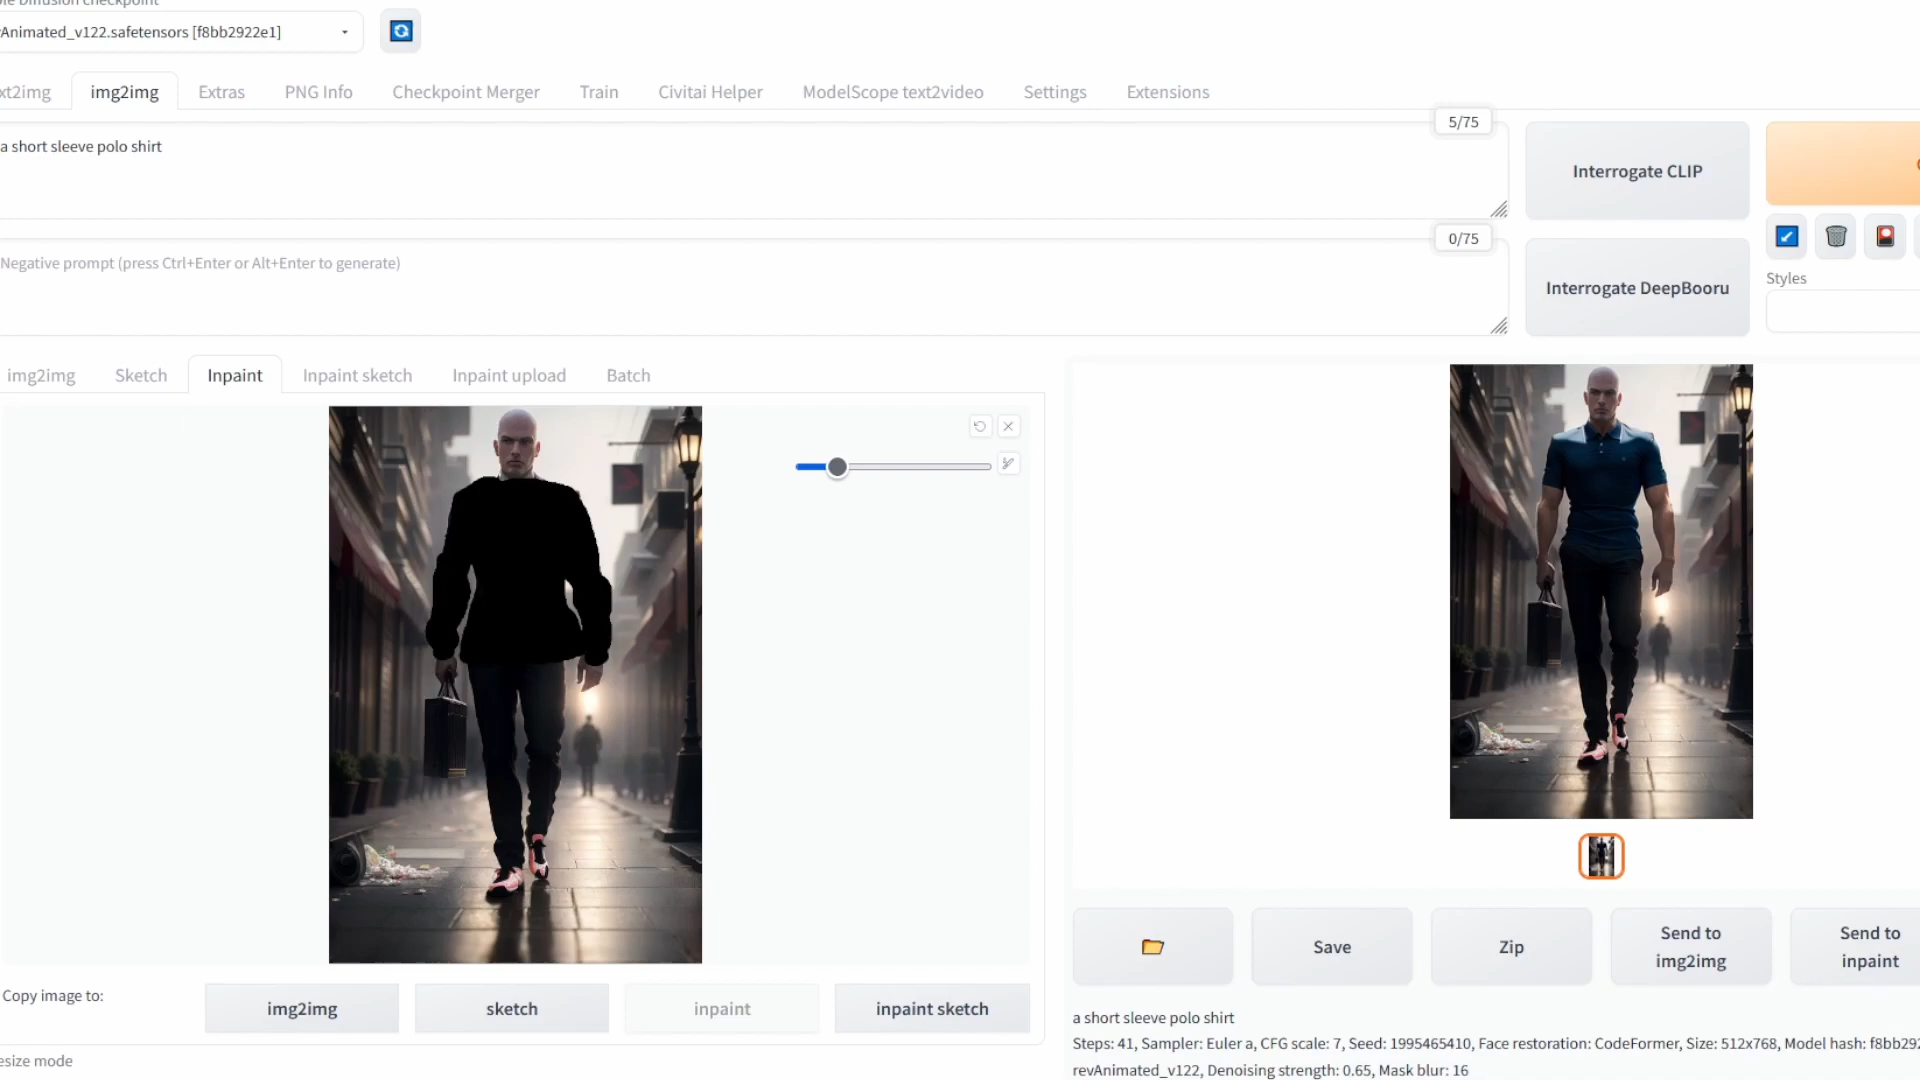 Animated_v122.safetensors [f8bb2922e1]
xt2img
img2img
Extras
PNG Info
Checkpoint Merger
Train
Civitai Helper
ModelScope text2video
Settings
Extensions
5/75
a short sleeve polo shirt
Interrogate CLIP
0/75
Negative prompt (press Ctrl+Enter or Alt+Enter to generate)
Interrogate DeepBooru
Styles
img2img
Sketch
Inpaint
Inpaint sketch
Inpaint upload
Batch
Copy image to:
img2img
sketch
inpaint
inpaint sketch
esize mode
Save
Zip
Send to
img2img
Send to
inpaint
a short sleeve polo shirt
Steps: 41, Sampler: Euler a, CFG scale: 7, Seed: 1995465410, Face restoration: CodeFormer, Size: 512x768, Model hash: f8bb292
revAnimated_v122, Denoising strength: 0.65, Mask blur: 16